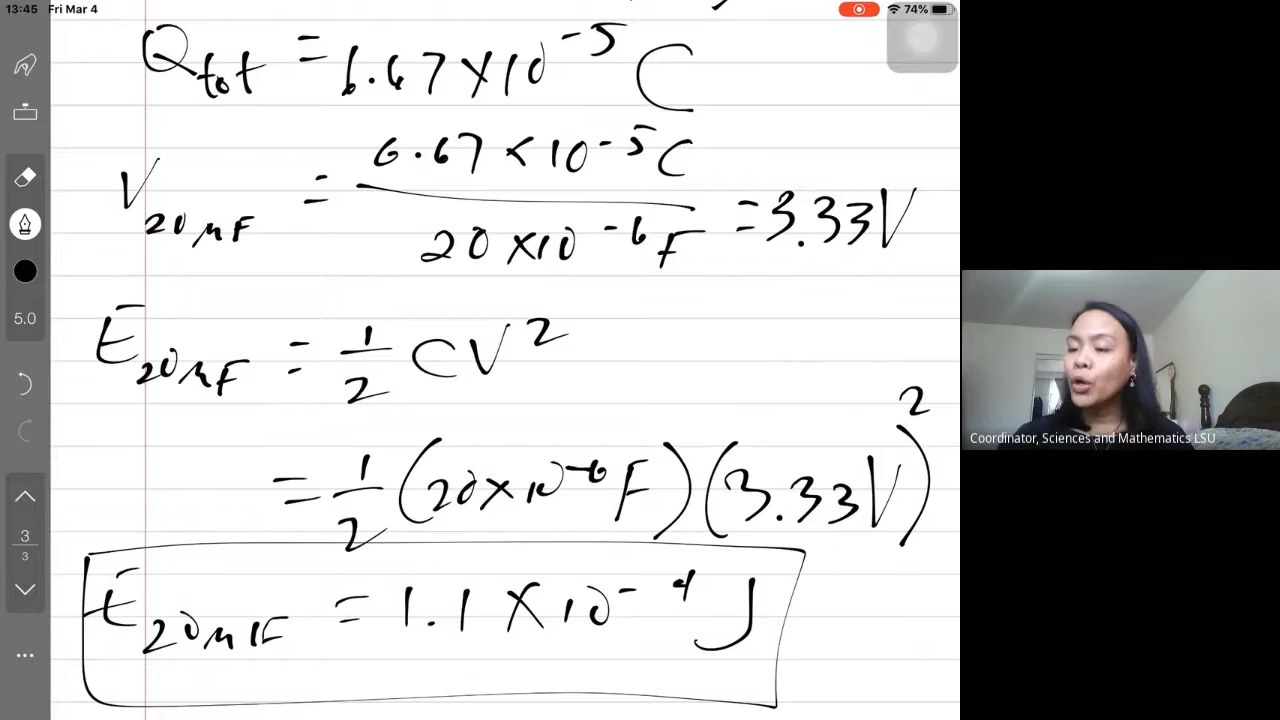 13:45 Fri Mar 4 74%
Q_tot = 6.67 × 10^-5 C
V_20μF = 6.67 × 10^-5 C / 20 × 10^-6 F = 3.33 V
5.0
E_20μF = 1/2 CV^2
= 1/2 (20 × 10^-6 F)(3.33 V)^2
Coordinator, Sciences and Mathematics LSU
3
3
E_20μF = 1.1 × 10^-4 J